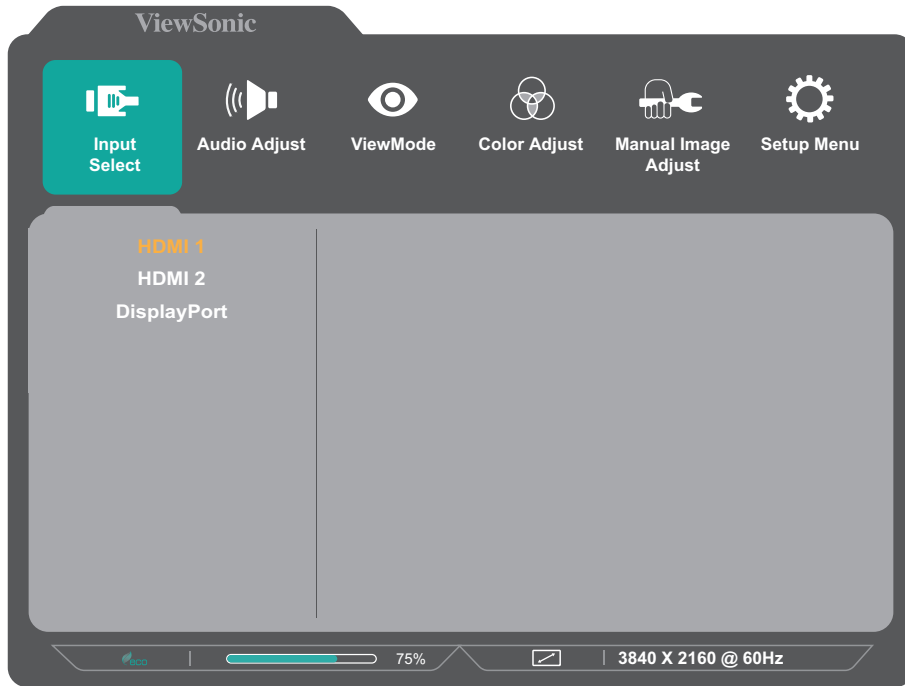 ViewSonic
Input
Select
Audio Adjust
ViewMode
Color Adjust
Manual Image
Adjust
Setup Menu
HDMI 1
HDMI 2
DisplayPort
eco
75%
3840 X 2160 @ 60Hz